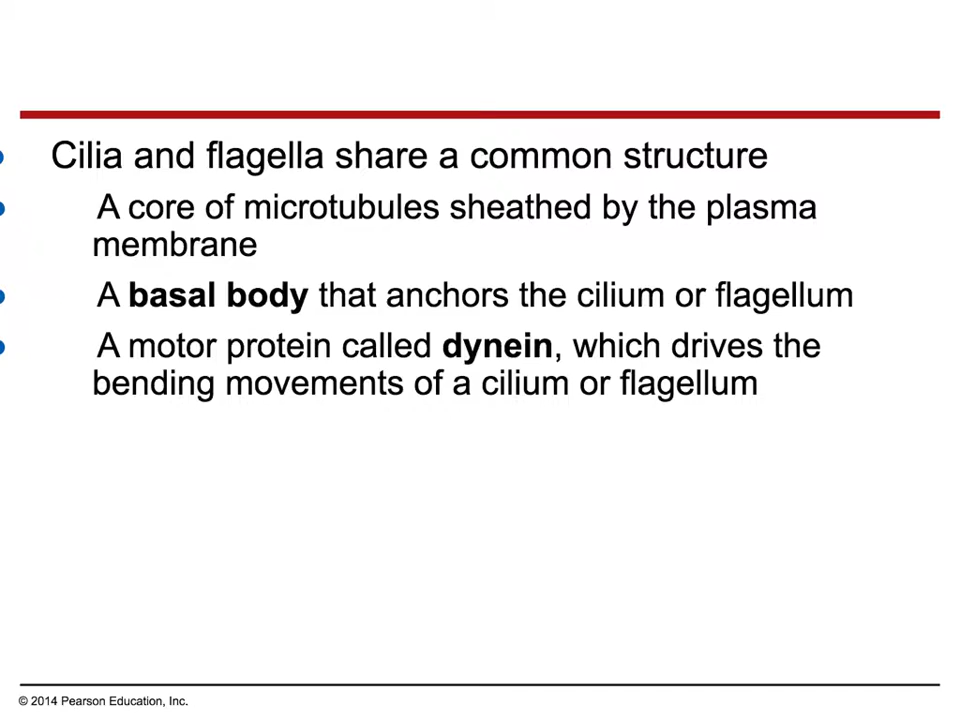 • Cilia and flagella share a common structure
• A core of microtubules sheathed by the plasma
membrane
• A basal body that anchors the cilium or flagellum
• A motor protein called dynein, which drives the
bending movements of a cilium or flagellum
© 2014 Pearson Education, Inc.